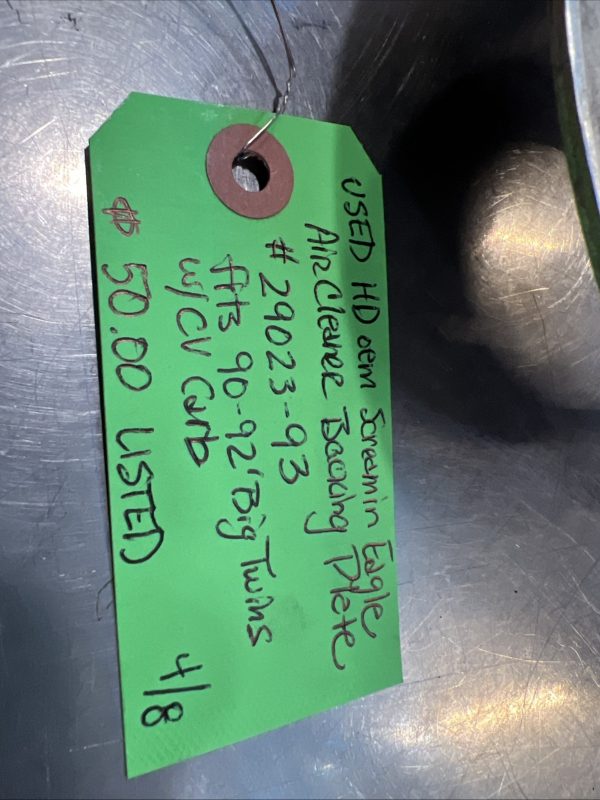 USED HD oem Screamin Eagle
Air Cleaner Backing Plate
# 29023-93
fits 90-92' Big Twins
w/ CV Carb
$ 50.00 LISTED
4/8